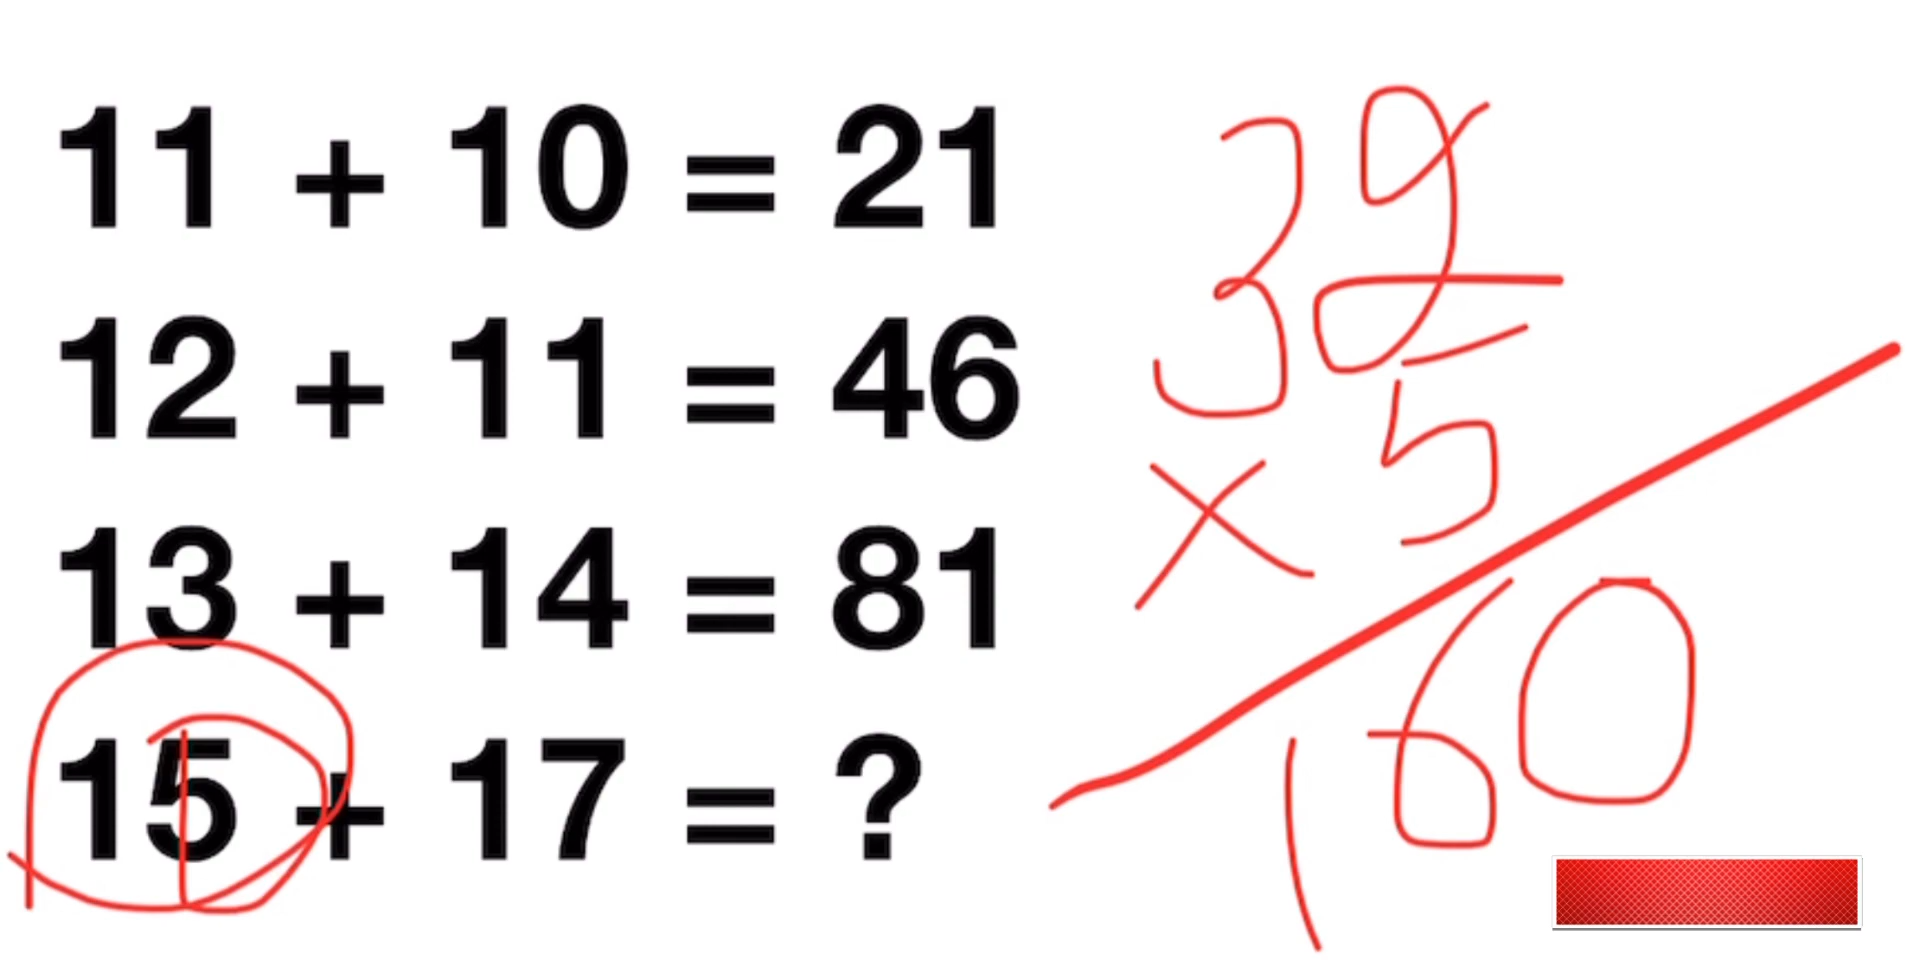 11 + 10 = 21
12 + 11 = 46
13 + 14 = 81
15 + 17 = ?
32
× 5
160